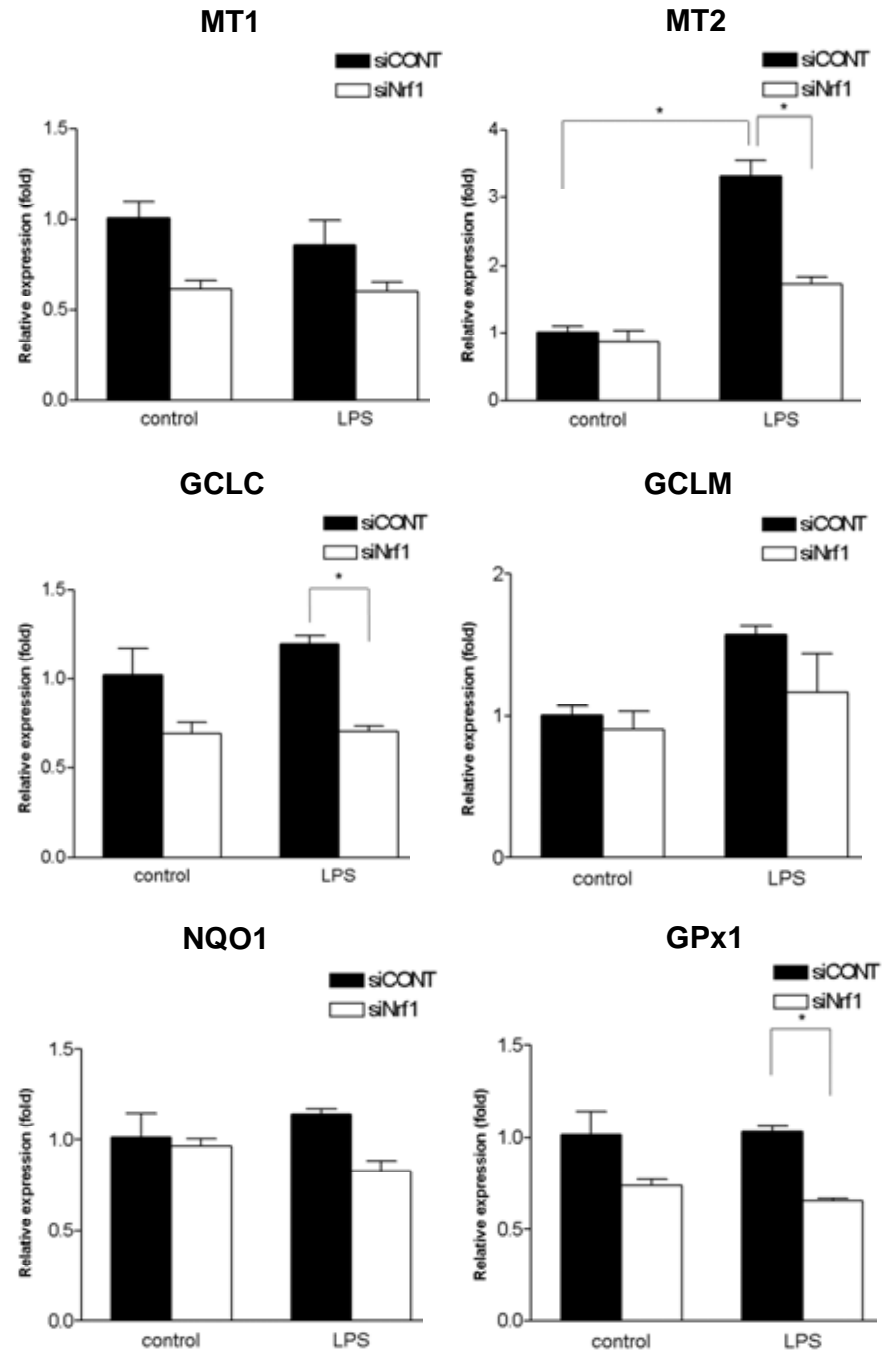 MT1
siCONT
siNrf1
Relative expression (fold)
1.5
1.0
0.5
0.0
control
LPS
MT2
siCONT
siNrf1
*
*
Relative expression (fold)
4
3
2
1
0
control
LPS
GCLC
siCONT
siNrf1
*
Relative expression (fold)
1.5
1.0
0.5
0.0
control
LPS
GCLM
siCONT
siNrf1
Relative expression (fold)
2
1
0
control
LPS
NQO1
siCONT
siNrf1
Relative expression (fold)
1.5
1.0
0.5
0.0
control
LPS
GPx1
siCONT
siNrf1
*
Relative expression (fold)
1.5
1.0
0.5
0.0
control
LPS